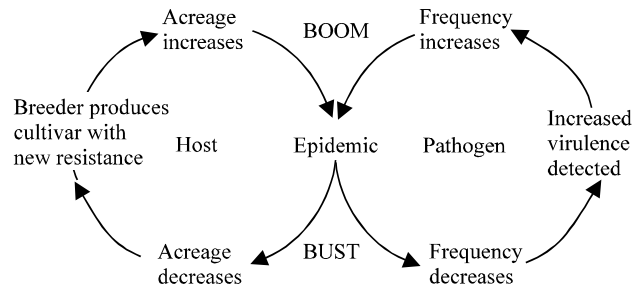 Acreage
increases
BOOM
Frequency
increases
Breeder produces
cultivar with
new resistance
Host
Epidemic
Pathogen
Increased
virulence
detected
Acreage
decreases
BUST
Frequency
decreases